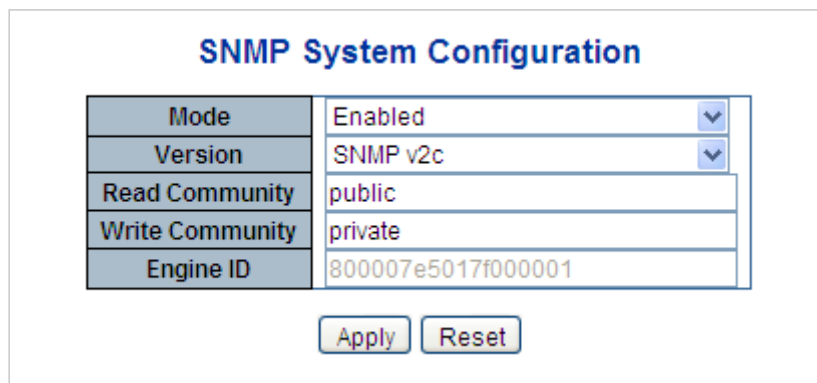 SNMP System Configuration
Mode Enabled
Version SNMP v2c
Read Community public
Write Community private
Engine ID 800007e5017f000001
Apply Reset